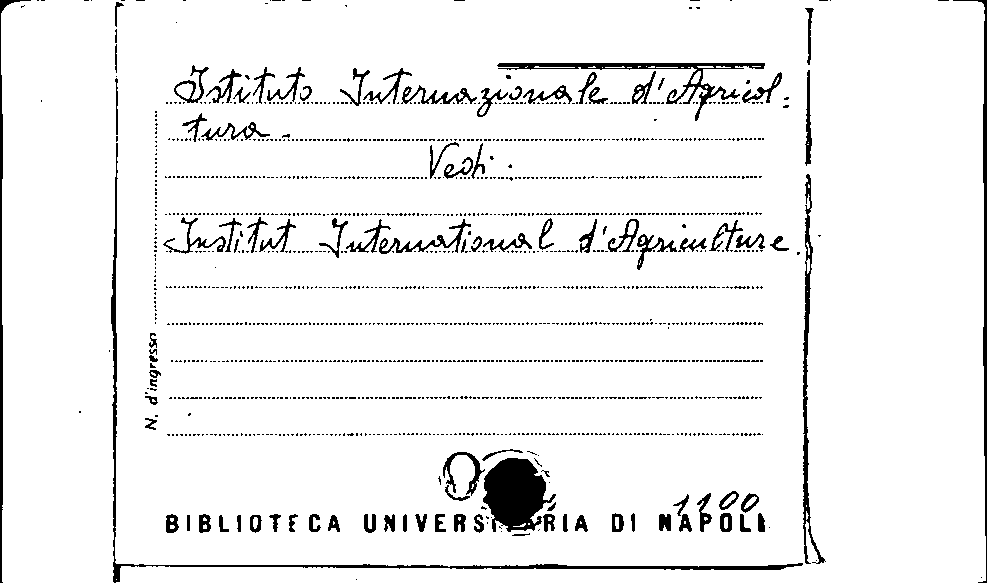 Istituto Internazionale d'Agricol=
tura.
Vedi:
Institut International d'Agriculture.
N. d'ingresso
1100
BIBLIOTECA UNIVERSITARIA DI NAPOLI